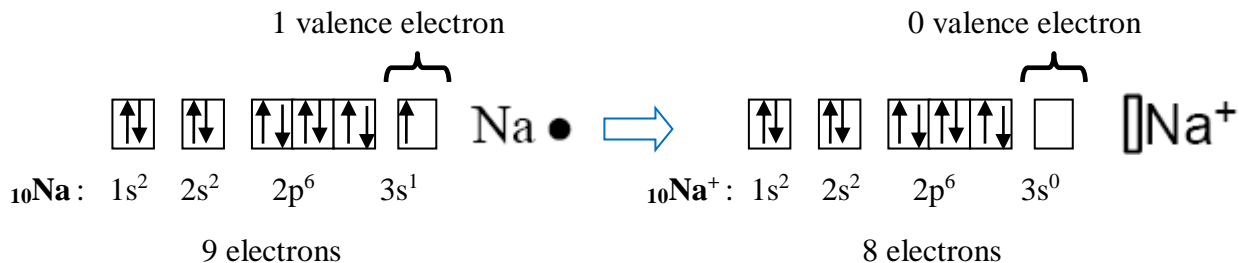 1 valence electron 0 valence electron
Na • Na⁺
₁₀Na : 1s² 2s² 2p⁶ 3s¹ ₁₀Na⁺ : 1s² 2s² 2p⁶ 3s⁰
9 electrons 8 electrons